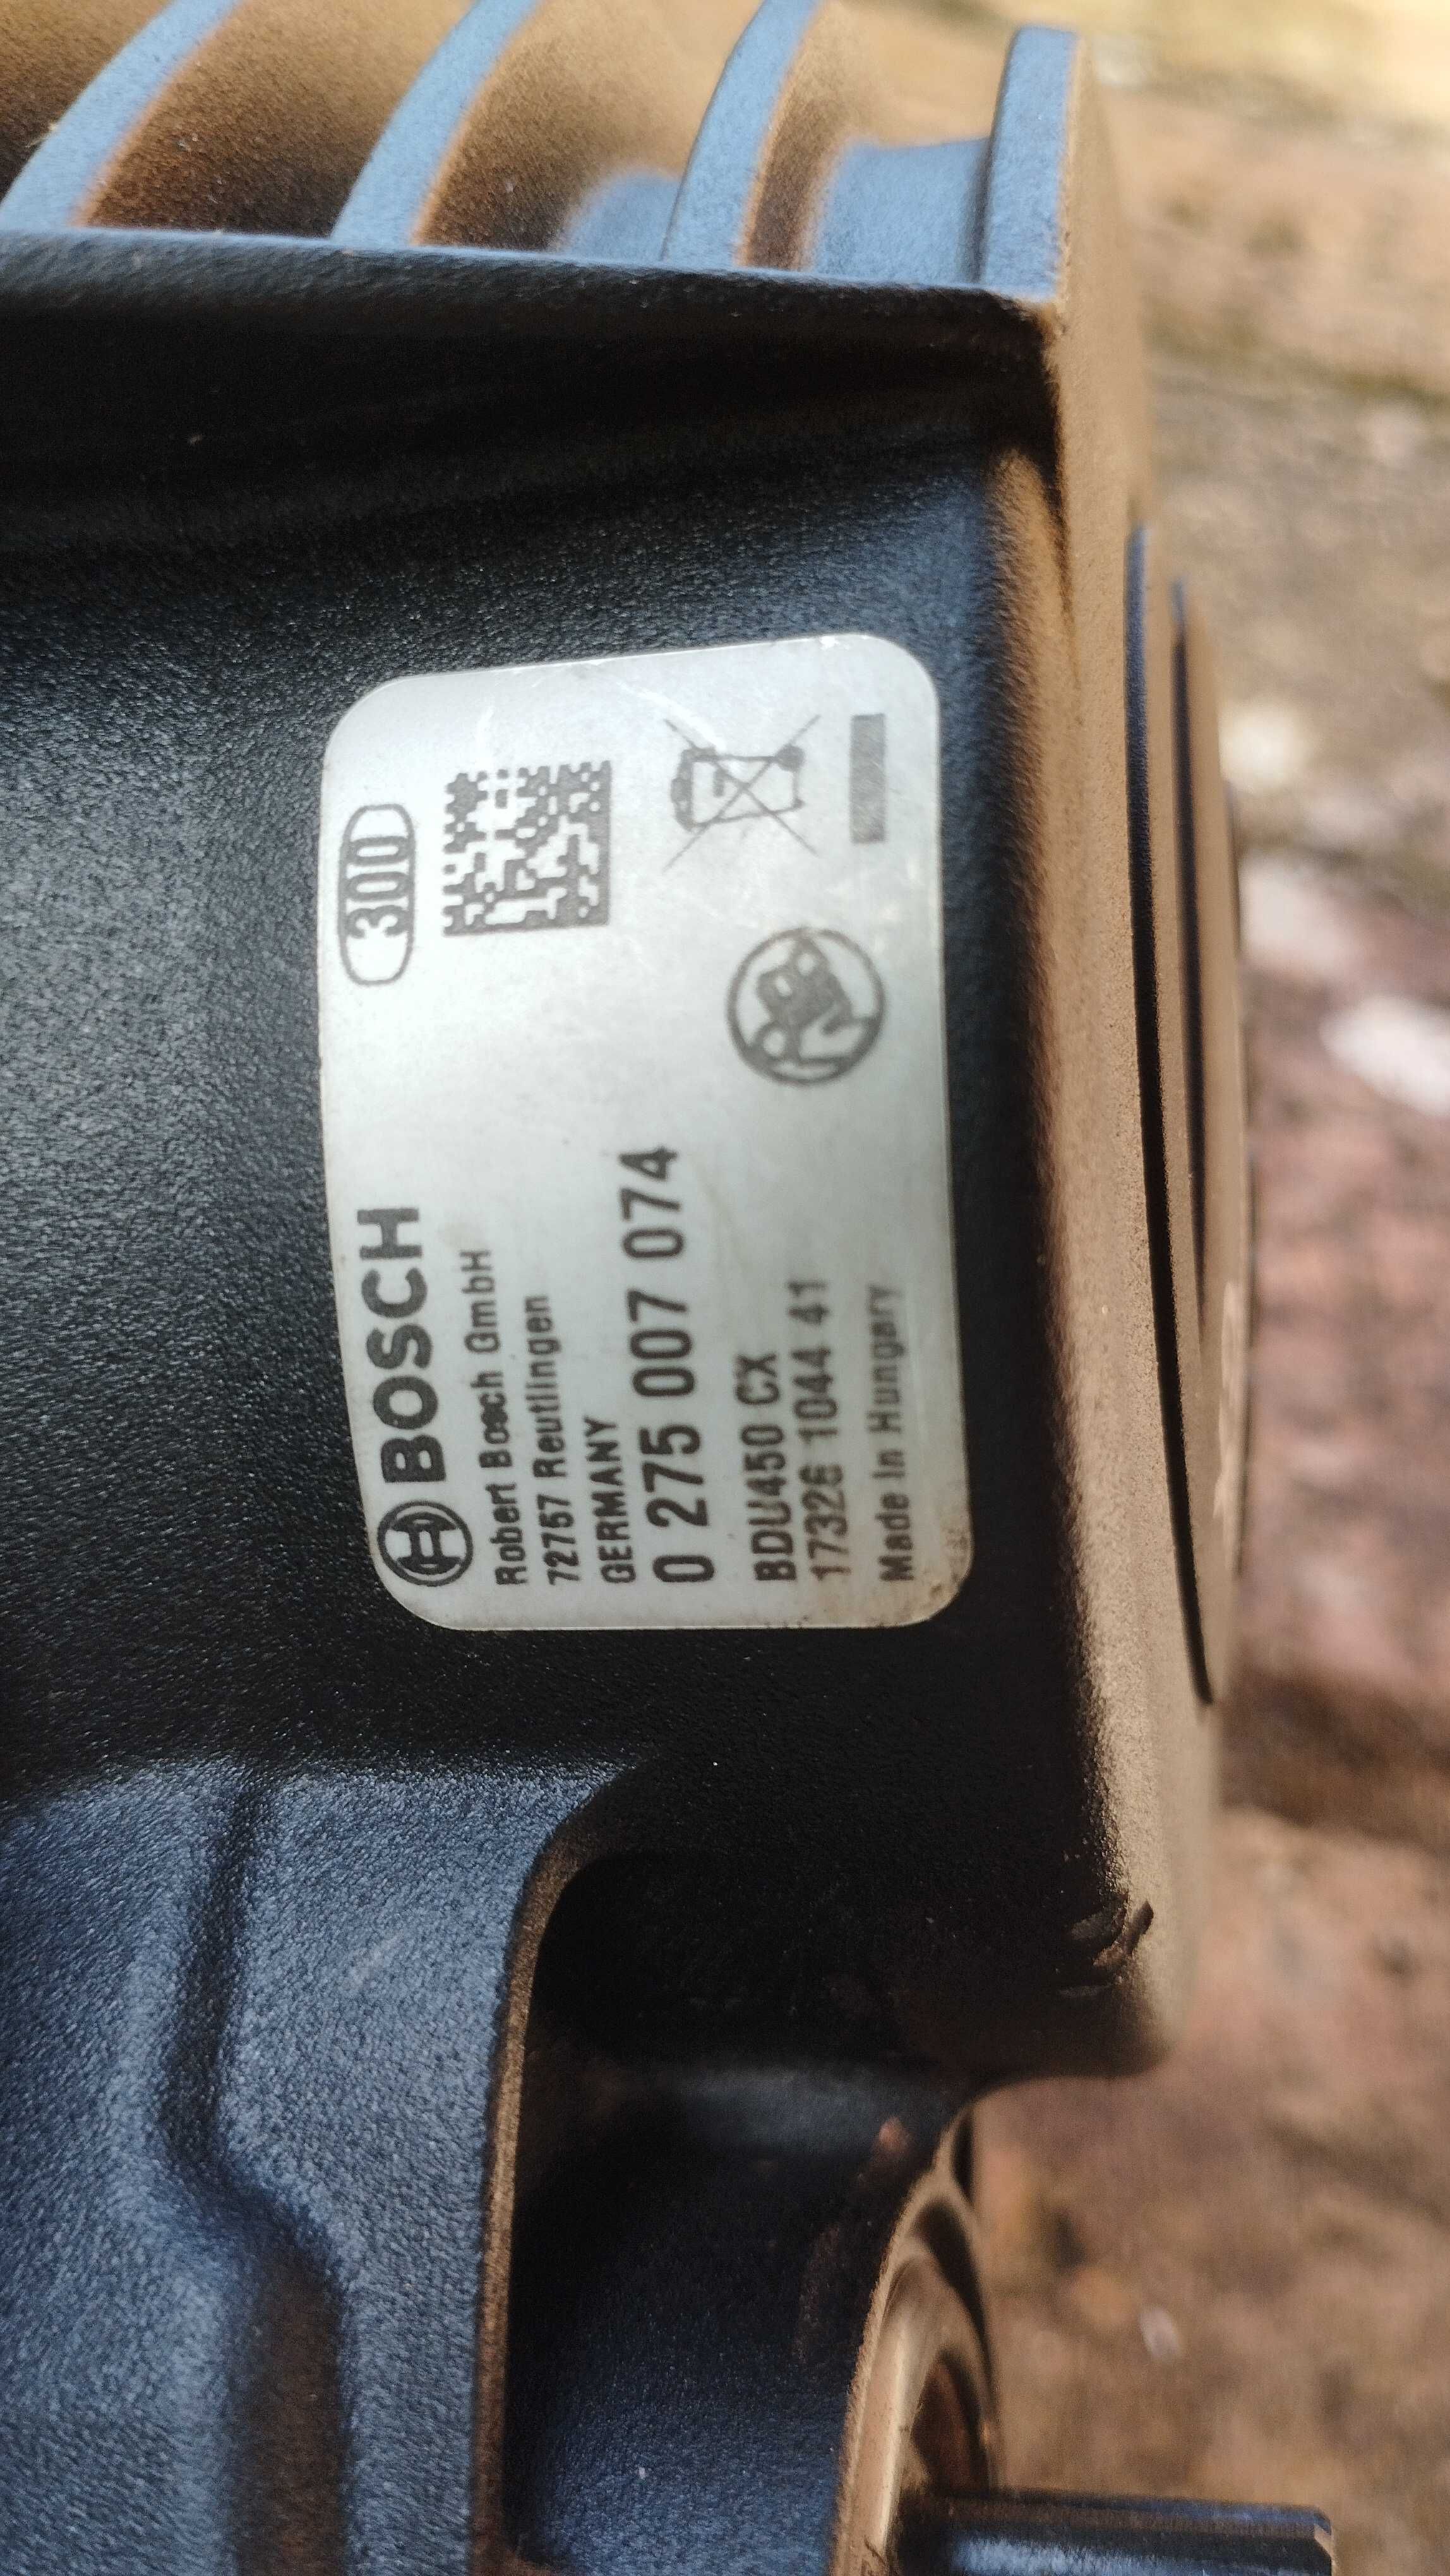 BOSCH
300
Robert Bosch GmbH
72757 Reutlingen
GERMANY
0 275 007 074
BDU450 CX
173226 1044 41
Made In Hungary